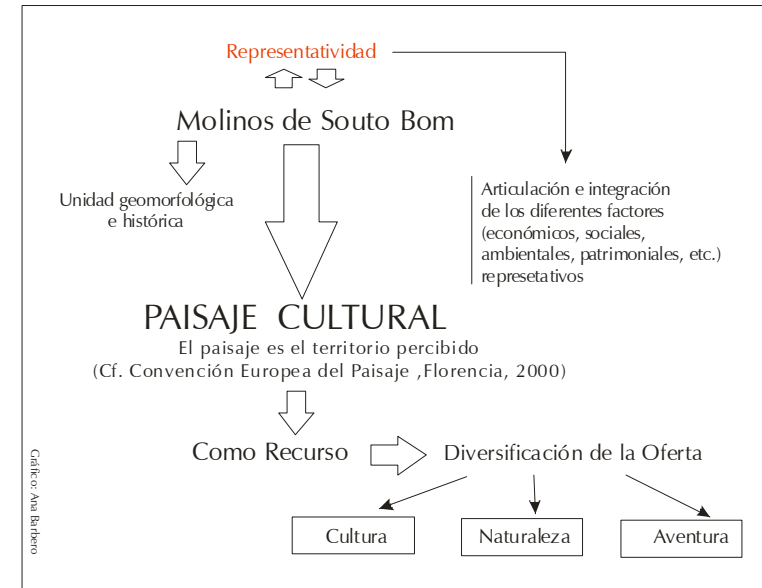 Representatividad
Molinos de Souto Bom
Unidad geomorfológica
e histórica
Articulación e integración
de los diferentes factores
(económicos, sociales,
ambientales, patrimoniales, etc.)
represetativos
PAISAJE CULTURAL
El paisaje es el territorio percibido
(Cf. Convención Europea del Paisaje ,Florencia, 2000)
Como Recurso
Diversificación de la Oferta
Cultura
Naturaleza
Aventura
Gráfico: Ana Barbero